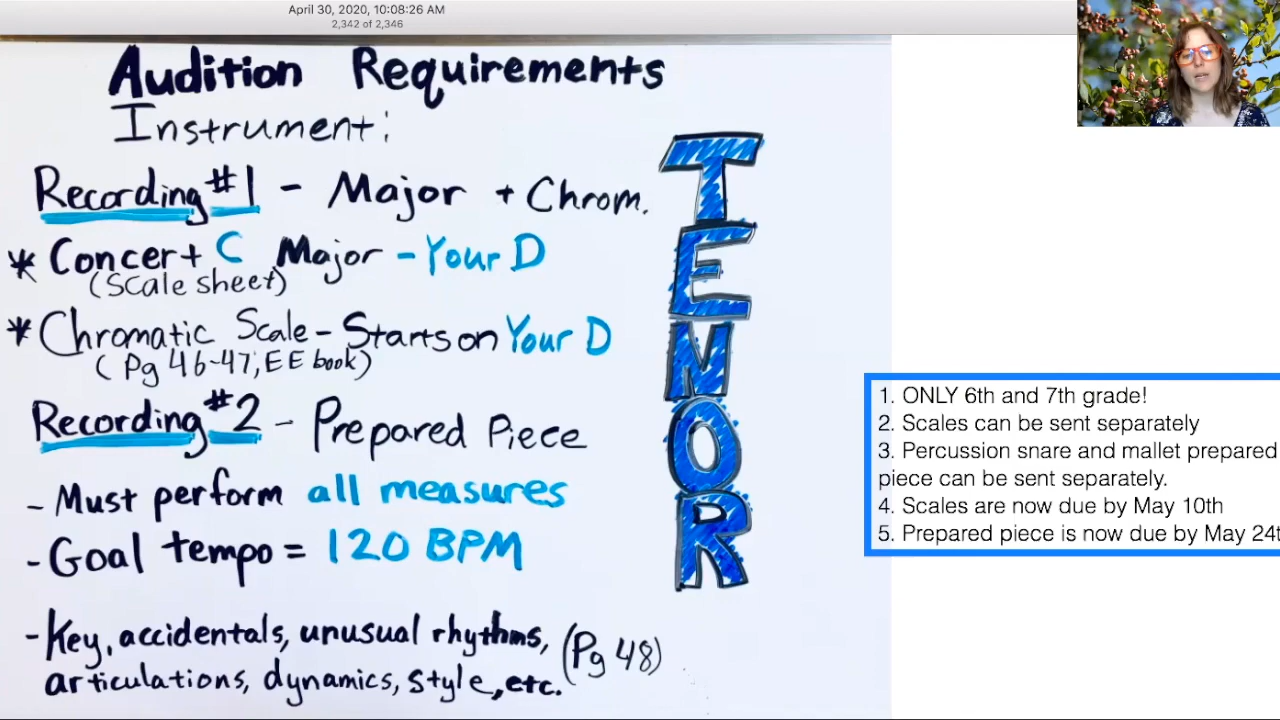 April 30, 2020, 10:08:26 AM
2,342 of 2,346
Audition Requirements
Instrument:
TENOR
Recording #1 - Major + Chrom.
* Concert C Major - Your D
(Scale sheet)
* Chromatic Scale - Starts on Your D
(Pg 46-47, EE book)
Recording #2 - Prepared Piece
- Must perform all measures
- Goal tempo = 120 BPM
- Key, accidentals, unusual rhythms,
articulations, dynamics, style, etc. (Pg 48)
1. ONLY 6th and 7th grade!
2. Scales can be sent separately
3. Percussion snare and mallet prepared
piece can be sent separately.
4. Scales are now due by May 10th
5. Prepared piece is now due by May 24t